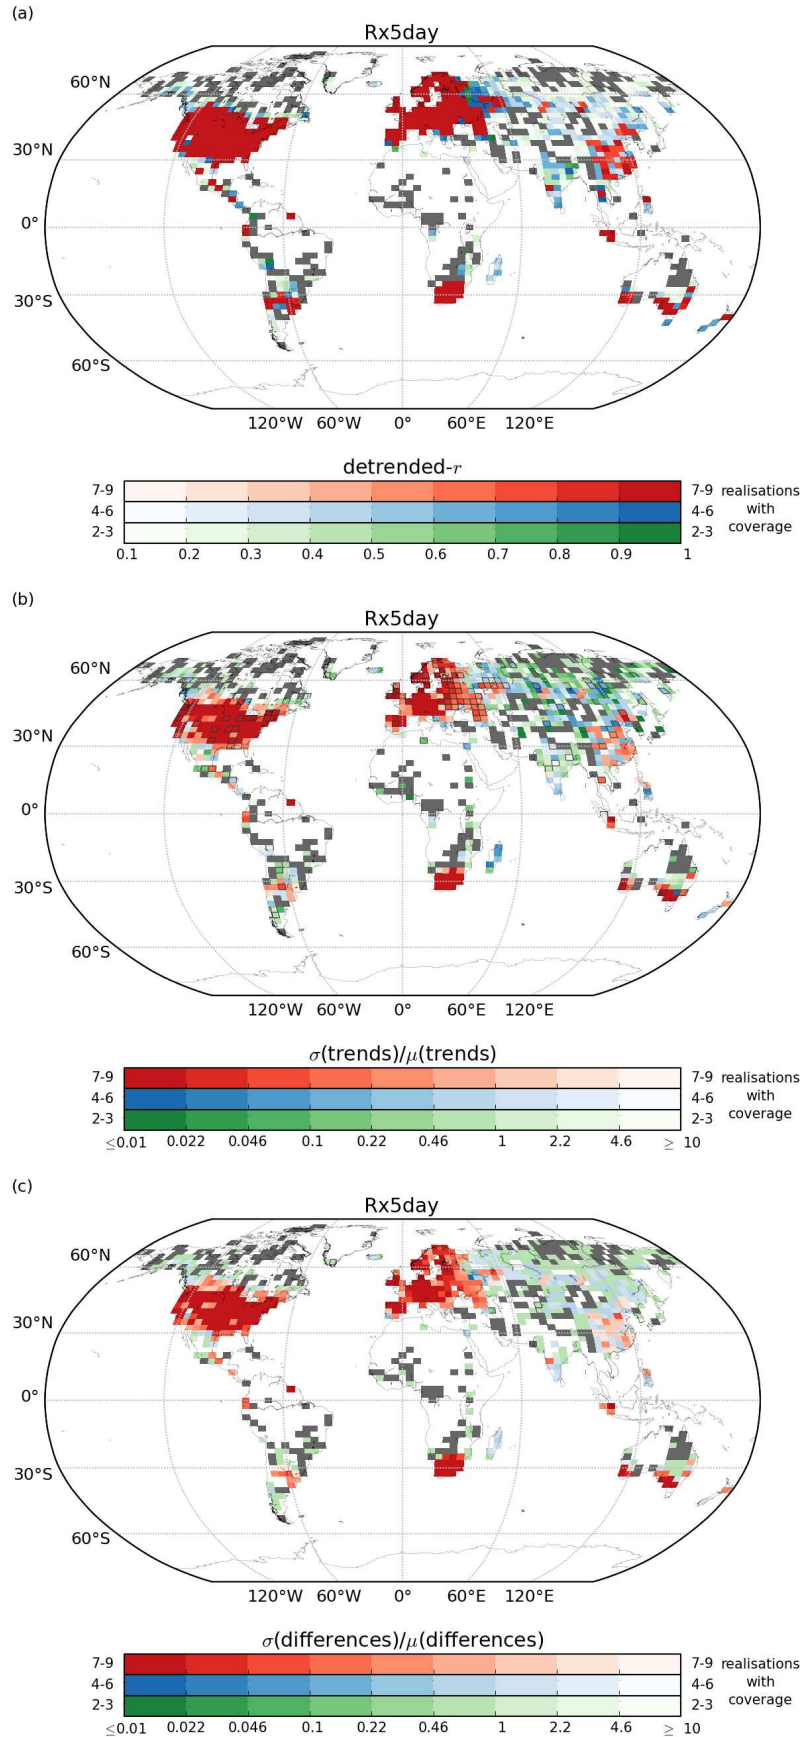 (a)
Rx5day
60°N
30°N
0°
30°S
60°S
120°W 60°W 0° 60°E 120°E
detrended-r
7-9 7-9 realisations
4-6 4-6 with
2-3 2-3 coverage
0.1 0.2 0.3 0.4 0.5 0.6 0.7 0.8 0.9 1
(b)
Rx5day
60°N
30°N
0°
30°S
60°S
120°W 60°W 0° 60°E 120°E
σ(trends)/μ(trends)
7-9 7-9 realisations
4-6 4-6 with
2-3 2-3 coverage
≤0.01 0.022 0.046 0.1 0.22 0.46 1 2.2 4.6 ≥ 10
(c)
Rx5day
60°N
30°N
0°
30°S
60°S
120°W 60°W 0° 60°E 120°E
σ(differences)/μ(differences)
7-9 7-9 realisations
4-6 4-6 with
2-3 2-3 coverage
≤0.01 0.022 0.046 0.1 0.22 0.46 1 2.2 4.6 ≥ 10